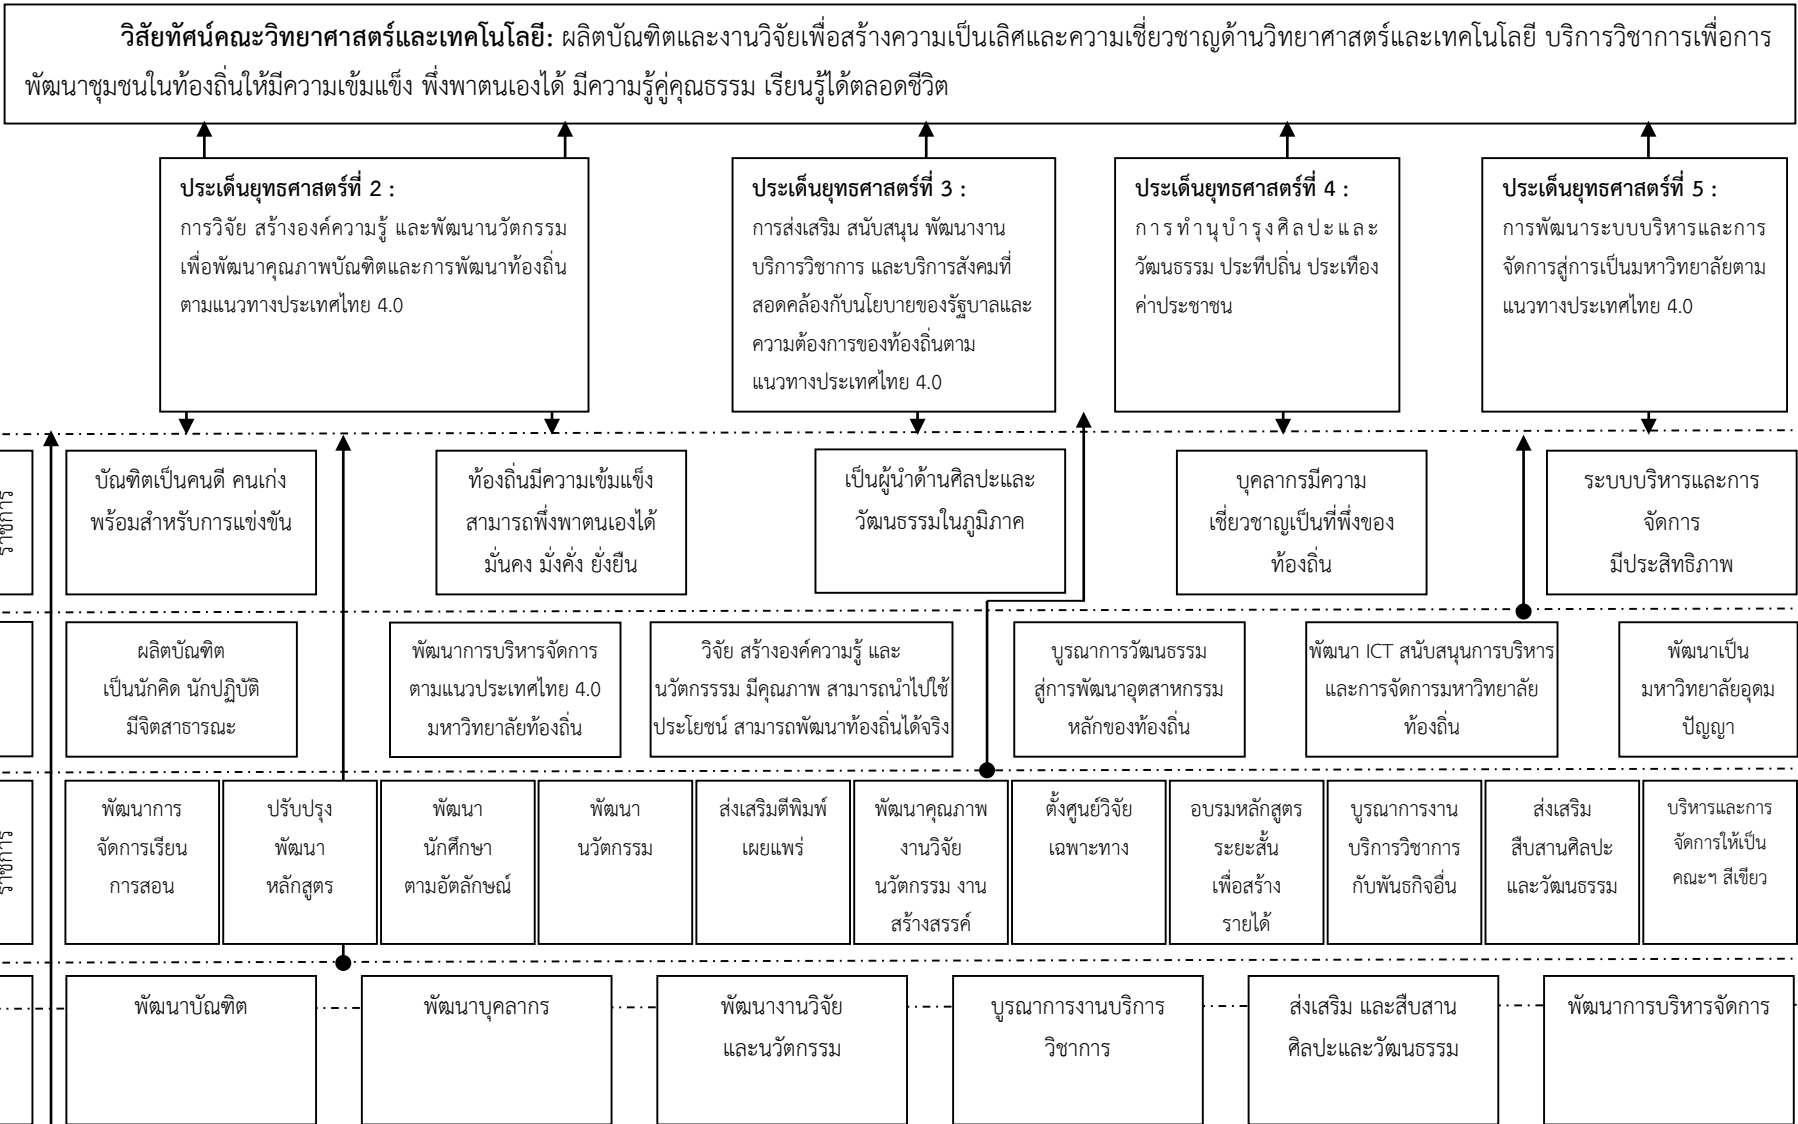 วิสัยทัศน์คณะวิทยาศาสตร์และเทคโนโลยี: ผลิตบัณฑิตและงานวิจัยเพื่อสร้างความเป็นเลิศและความเชี่ยวชาญด้านวิทยาศาสตร์และเทคโนโลยี บริการวิชาการเพื่อการ
พัฒนาชุมชนในท้องถิ่นให้มีความเข้มแข็ง พึ่งพาตนเองได้ มีความรู้คู่คุณธรรม เรียนรู้ได้ตลอดชีวิต
ประเด็นยุทธศาสตร์ที่ 2 :
การวิจัย สร้างองค์ความรู้ และพัฒนานวัตกรรม
เพื่อพัฒนาคุณภาพบัณฑิตและการพัฒนาท้องถิ่น
ตามแนวทางประเทศไทย 4.0
ประเด็นยุทธศาสตร์ที่ 3 :
การส่งเสริม สนับสนุน พัฒนางาน
บริการวิชาการ และบริการสังคมที่
สอดคล้องกับนโยบายของรัฐบาลและ
ความต้องการของท้องถิ่นตาม
แนวทางประเทศไทย 4.0
ประเด็นยุทธศาสตร์ที่ 4 :
การทำนุบำรุงศิลปะและ
วัฒนธรรม ประทีปถิ่น ประเทือง
ค่าประชาชน
ประเด็นยุทธศาสตร์ที่ 5 :
การพัฒนาระบบบริหารและการ
จัดการสู่การเป็นมหาวิทยาลัยตาม
แนวทางประเทศไทย 4.0
ราชการ
บัณฑิตเป็นคนดี คนเก่ง
พร้อมสำหรับการแข่งขัน
ท้องถิ่นมีความเข้มแข็ง
สามารถพึ่งพาตนเองได้
มั่นคง มั่งคั่ง ยั่งยืน
เป็นผู้นำด้านศิลปะและ
วัฒนธรรมในภูมิภาค
บุคลากรมีความ
เชี่ยวชาญเป็นที่พึ่งของ
ท้องถิ่น
ระบบบริหารและการ
จัดการ
มีประสิทธิภาพ
ผลิตบัณฑิต
เป็นนักคิด นักปฏิบัติ
มีจิตสาธารณะ
พัฒนาการบริหารจัดการ
ตามแนวประเทศไทย 4.0
มหาวิทยาลัยท้องถิ่น
วิจัย สร้างองค์ความรู้ และ
นวัตกรรรม มีคุณภาพ สามารถนำไปใช้
ประโยชน์ สามารถพัฒนาท้องถิ่นได้จริง
บูรณาการวัฒนธรรม
สู่การพัฒนาอุตสาหกรรม
หลักของท้องถิ่น
พัฒนา ICT สนับสนุนการบริหาร
และการจัดการมหาวิทยาลัย
ท้องถิ่น
พัฒนาเป็น
มหาวิทยาลัยอุดม
ปัญญา
ราชการ
พัฒนาการ
จัดการเรียน
การสอน
ปรับปรุง
พัฒนา
หลักสูตร
พัฒนา
นักศึกษา
ตามอัตลักษณ์
พัฒนา
นวัตกรรม
ส่งเสริมตีพิมพ์
เผยแพร่
พัฒนาคุณภาพ
งานวิจัย
นวัตกรรม งาน
สร้างสรรค์
ตั้งศูนย์วิจัย
เฉพาะทาง
อบรมหลักสูตร
ระยะสั้น
เพื่อสร้าง
รายได้
บูรณาการงาน
บริการวิชาการ
กับพันธกิจอื่น
ส่งเสริม
สืบสานศิลปะ
และวัฒนธรรม
บริหารและการ
จัดการให้เป็น
คณะฯ สีเขียว
พัฒนาบัณฑิต
พัฒนาบุคลากร
พัฒนางานวิจัย
และนวัตกรรม
บูรณาการงานบริการ
วิชาการ
ส่งเสริม และสืบสาน
ศิลปะและวัฒนธรรม
พัฒนาการบริหารจัดการ